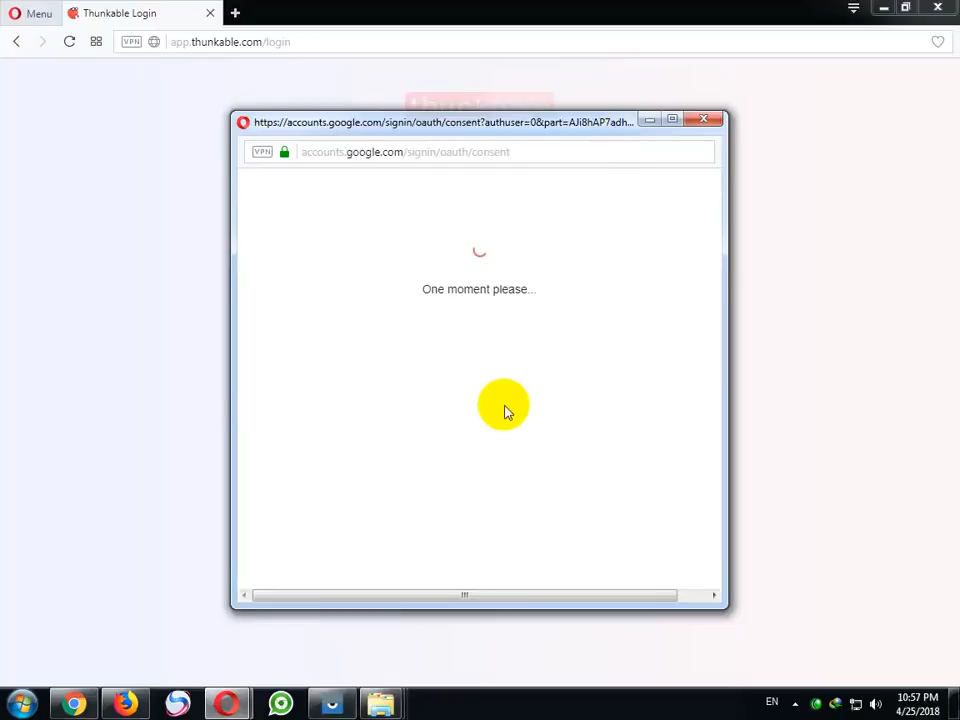 Menu
Thunkable Login
VPN
app.thunkable.com/login
https://accounts.google.com/signin/oauth/consent?authuser=0&part=AJi8hAP7adh...
VPN
accounts.google.com/signin/oauth/consent
One moment please...
EN
10:57 PM
4/25/2018